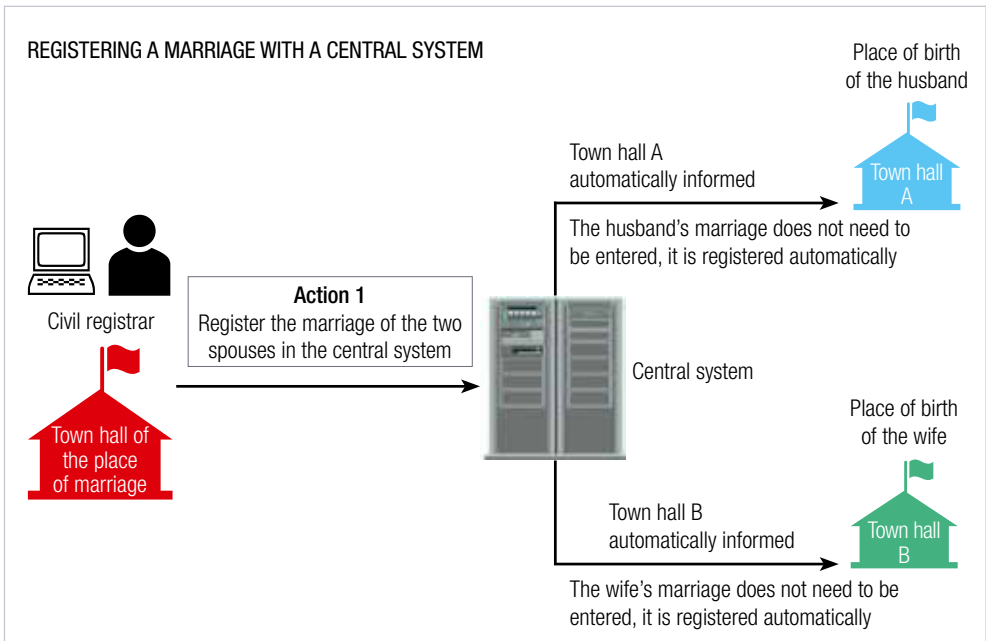 REGISTERING A MARRIAGE WITH A CENTRAL SYSTEM
Place of birth
of the husband
Town hall A
automatically informed
Town hall
A
The husband’s marriage does not need to
be entered, it is registered automatically
Civil registrar
Action 1
Register the marriage of the two
spouses in the central system
Central system
Town hall of
the place
of marriage
Place of birth
of the wife
Town hall B
automatically informed
Town hall
B
The wife’s marriage does not need to be
entered, it is registered automatically